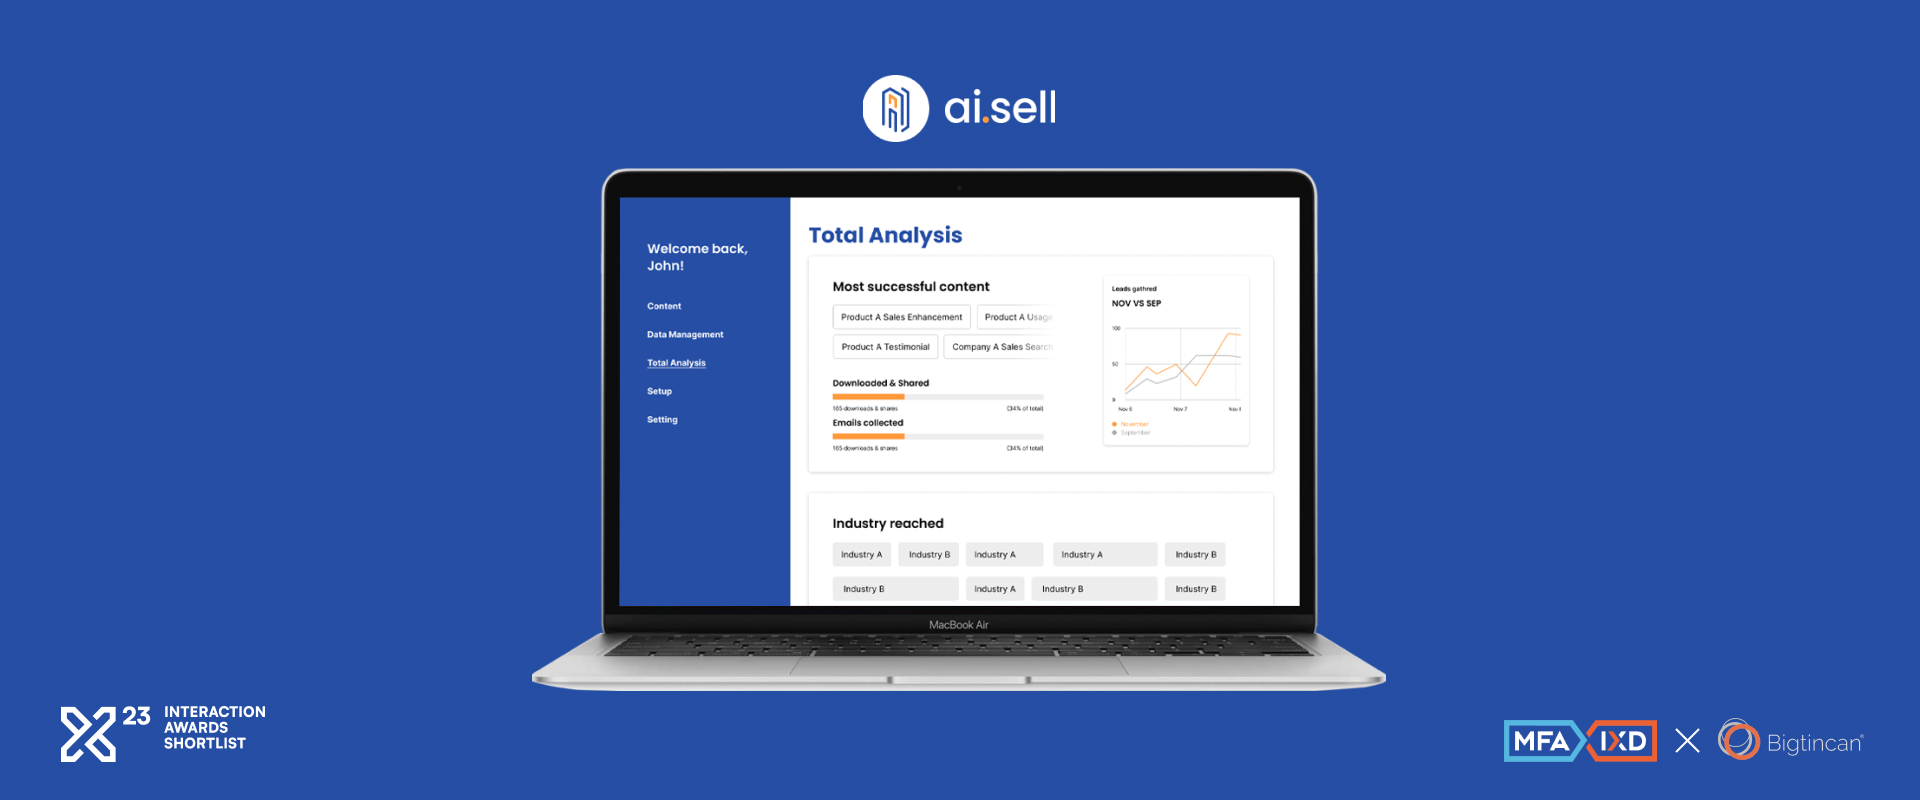 ai.sell
Welcome back,
John!
Content
Data Management
Total Analysis
Setup
Setting
Total Analysis
Most successful content
Product A Sales Enhancement
Product A Usage
Product A Testimonial
Company A Sales Search
Downloaded & Shared
165 downloads & shares
(34% of total)
Emails collected
165 downloads & shares
(34% of total)
Leads gathred
NOV VS SEP
100
50
0
Nov 6
Nov 7
Nov 8
November
September
Industry reached
Industry A
Industry B
Industry A
Industry A
Industry B
Industry B
Industry A
Industry B
Industry B
MacBook Air
23
INTERACTION
AWARDS
SHORTLIST
MFA IXD
Bigtincan